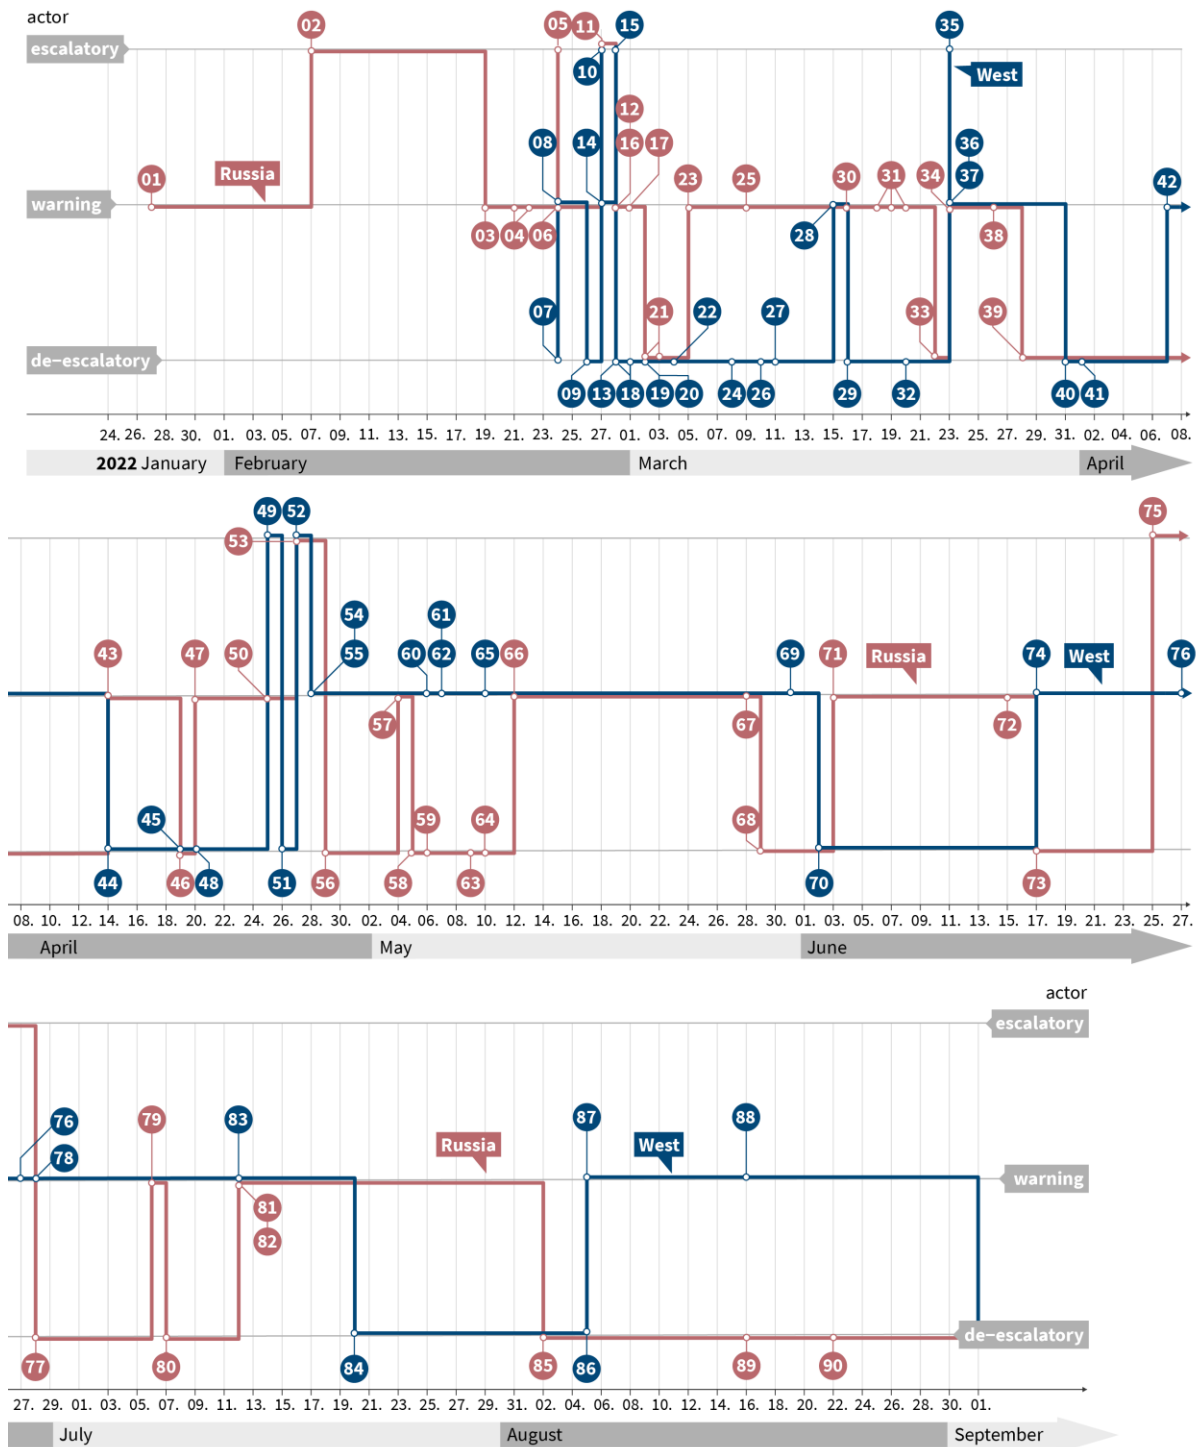 actor
02 05 11 15 35
escalatory
10 West
12
08 14 16 17 36
01 Russia 23 25 30 31 34 37 42
warning
03 04 06 28 38
07 21 22 27 33 39
de-escalatory
09 13 18 19 20 24 26 29 32 40 41
24. 26. 28. 30. 01. 03. 05. 07. 09. 11. 13. 15. 17. 19. 21. 23. 25. 27. 01. 03. 05. 07. 09. 11. 13. 15. 17. 19. 21. 23. 25. 27. 29. 31. 02. 04. 06. 08.
2022 January February March April
49 52 75
53
54 61
43 47 50 55 60 62 65 66 69 71 Russia 74 West 76
57 67 72
45 59 64 68
44 46 48 51 56 58 63 70 73
08. 10. 12. 14. 16. 18. 20. 22. 24. 26. 28. 30. 02. 04. 06. 08. 10. 12. 14. 16. 18. 20. 22. 24. 26. 28. 30. 01. 03. 05. 07. 09. 11. 13. 15. 17. 19. 21. 23. 25. 27.
April May June
actor
escalatory
76 79 83 87 88
78 Russia West
warning
81
82
de-escalatory
77 80 84 85 86 89 90
27. 29. 01. 03. 05. 07. 09. 11. 13. 15. 17. 19. 21. 23. 25. 27. 29. 31. 02. 04. 06. 08. 10. 12. 14. 16. 18. 20. 22. 24. 26. 28. 30. 01.
July August September